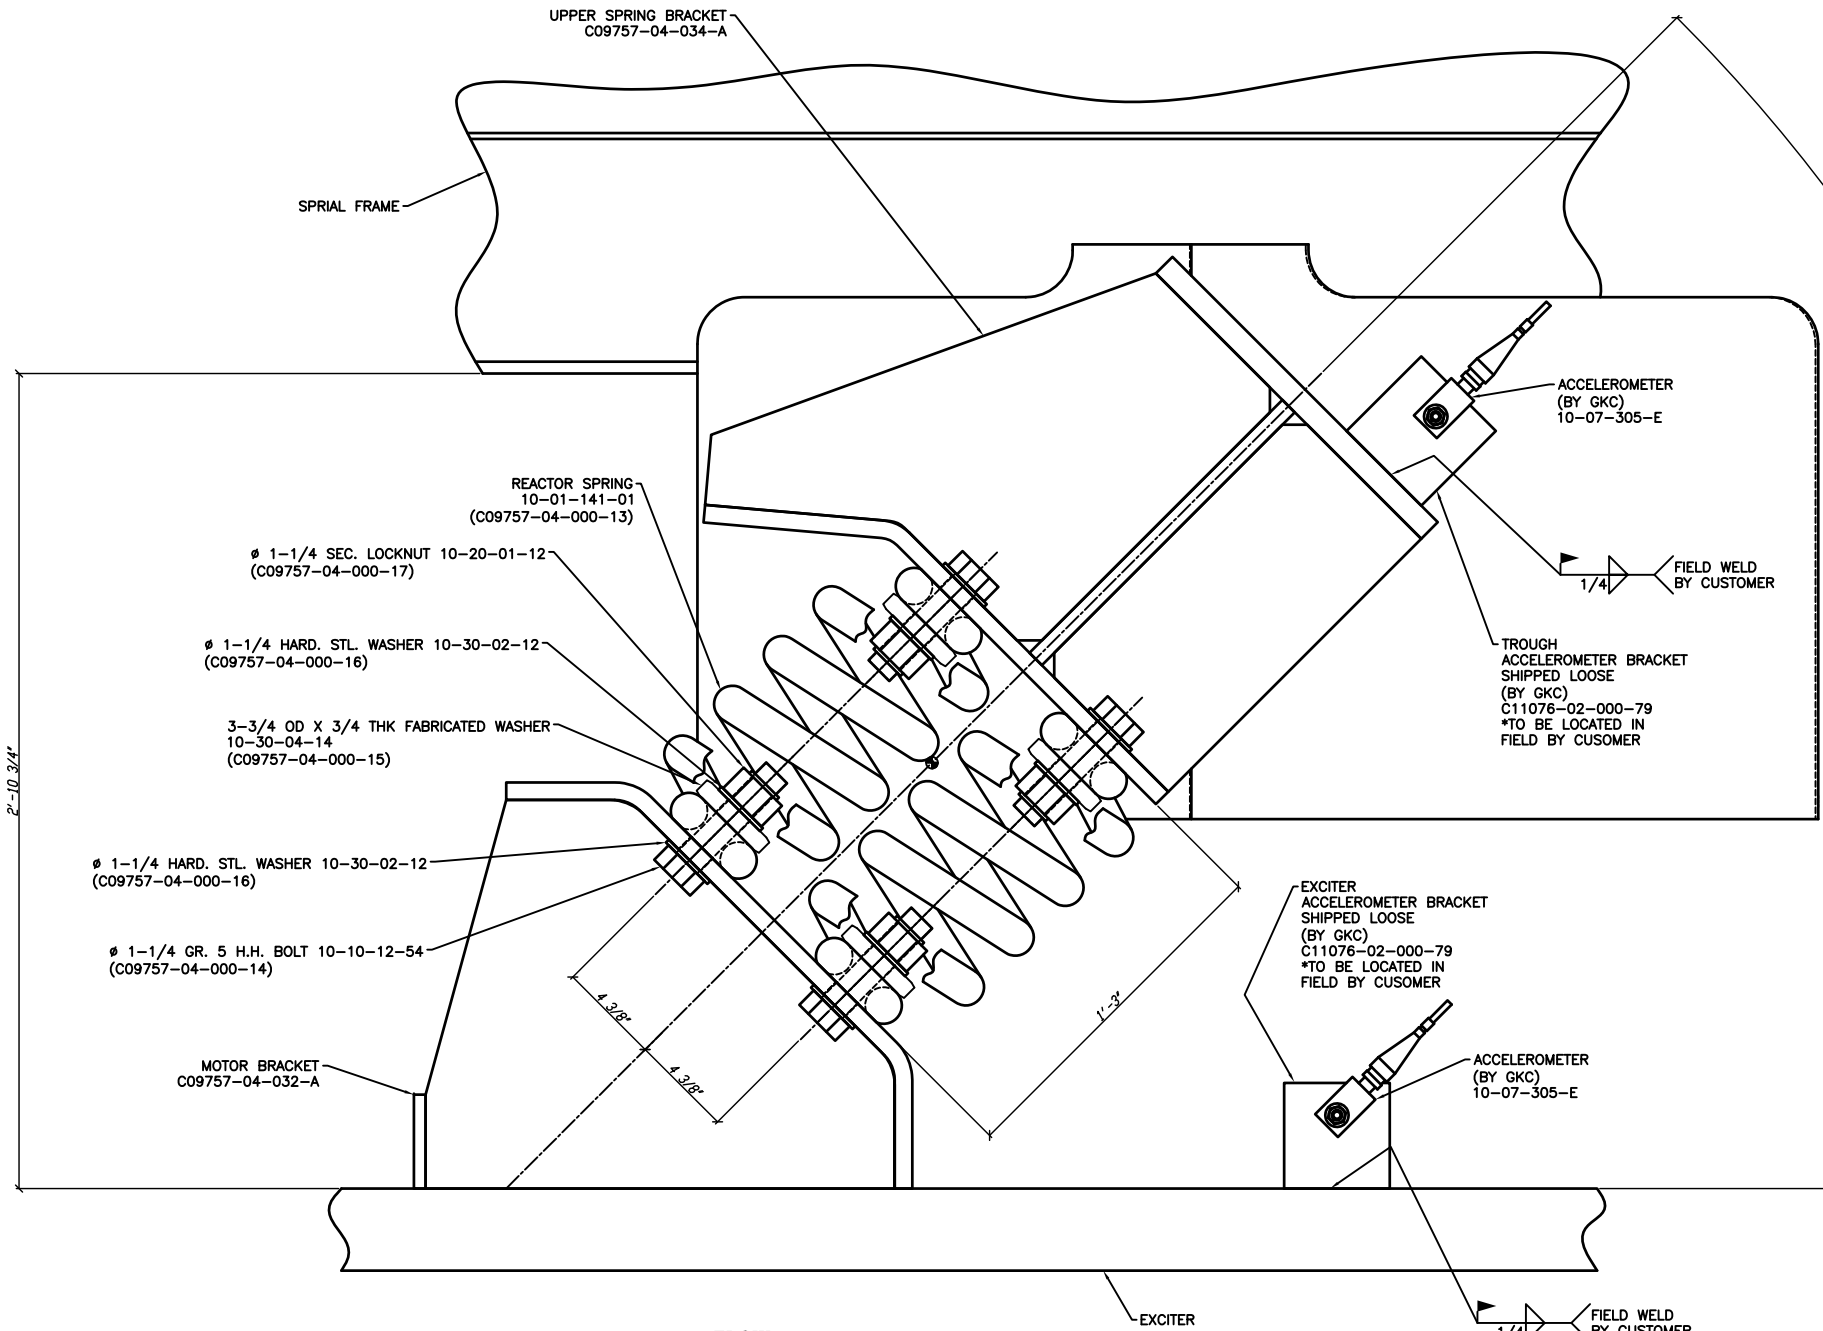 UPPER SPRING BRACKET
C09757-04-034-A
SPRIAL FRAME
ACCELEROMETER
(BY GKC)
10-07-305-E
REACTOR SPRING
10-01-141-01
(C09757-04-000-13)
ø 1-1/4 SEC. LOCKNUT 10-20-01-12
(C09757-04-000-17)
FIELD WELD
BY CUSTOMER
1/4
ø 1-1/4 HARD. STL. WASHER 10-30-02-12
(C09757-04-000-16)
TROUGH
ACCELEROMETER BRACKET
SHIPPED LOOSE
(BY GKC)
C11076-02-000-79
*TO BE LOCATED IN
FIELD BY CUSOMER
3-3/4 OD X 3/4 THK FABRICATED WASHER
10-30-04-14
(C09757-04-000-15)
2'-10 3/4"
ø 1-1/4 HARD. STL. WASHER 10-30-02-12
(C09757-04-000-16)
EXCITER
ACCELEROMETER BRACKET
SHIPPED LOOSE
(BY GKC)
C11076-02-000-79
*TO BE LOCATED IN
FIELD BY CUSOMER
ø 1-1/4 GR. 5 H.H. BOLT 10-10-12-54
(C09757-04-000-14)
4 3/8"
1'-3"
4 3/8"
MOTOR BRACKET
C09757-04-032-A
ACCELEROMETER
(BY GKC)
10-07-305-E
EXCITER
FIELD WELD
BY CUSTOMER
1/4